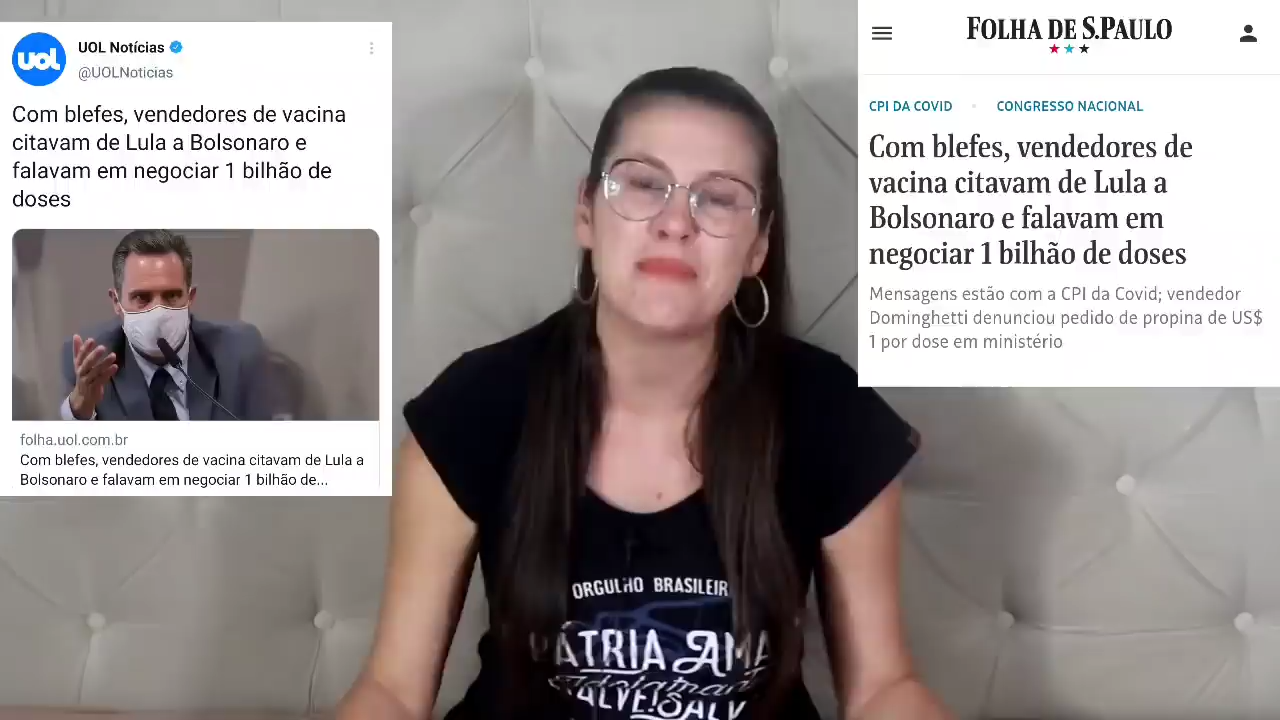 uol
UOL Notícias
@UOLNoticias
Com blefes, vendedores de vacina
citavam de Lula a Bolsonaro e
falavam em negociar 1 bilhão de
doses
folha.uol.com.br
Com blefes, vendedores de vacina citavam de Lula a
Bolsonaro e falavam em negociar 1 bilhão de...
FOLHA DE S.PAULO
CPI DA COVID • CONGRESSO NACIONAL
Com blefes, vendedores de
vacina citavam de Lula a
Bolsonaro e falavam em
negociar 1 bilhão de doses
Mensagens estão com a CPI da Covid; vendedor
Dominghetti denunciou pedido de propina de US$
1 por dose em ministério
ORGULHO BRASILEIR
PÁTRIA AMA
SALVE!SALV